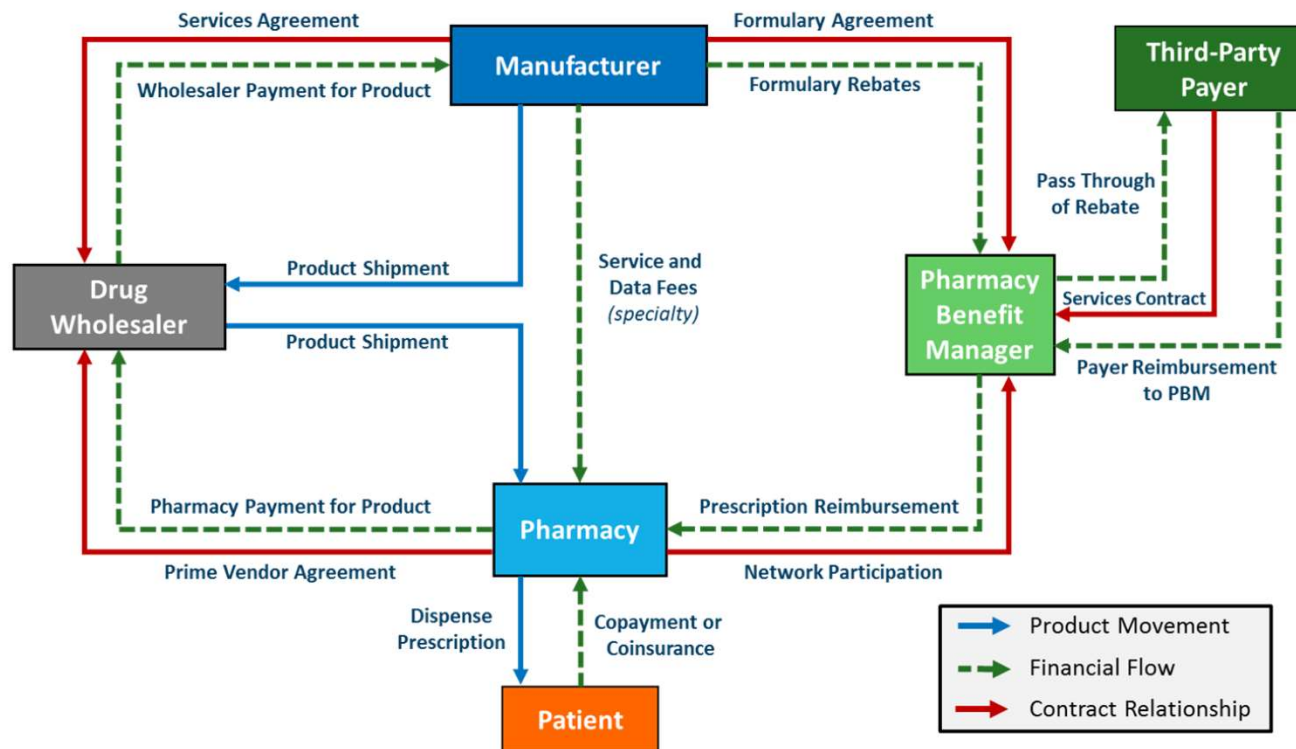 Services Agreement
Formulary Agreement
Manufacturer
Wholesaler Payment for Product
Formulary Rebates
Third-Party
Payer
Pass Through
of Rebate
Product Shipment
Service and
Data Fees
(specialty)
Drug
Wholesaler
Pharmacy
Benefit
Manager
Services Contract
Product Shipment
Payer Reimbursement
to PBM
Pharmacy Payment for Product
Pharmacy
Prescription Reimbursement
Prime Vendor Agreement
Network Participation
Dispense
Prescription
Copayment or
Coinsurance
Patient
Product Movement
Financial Flow
Contract Relationship